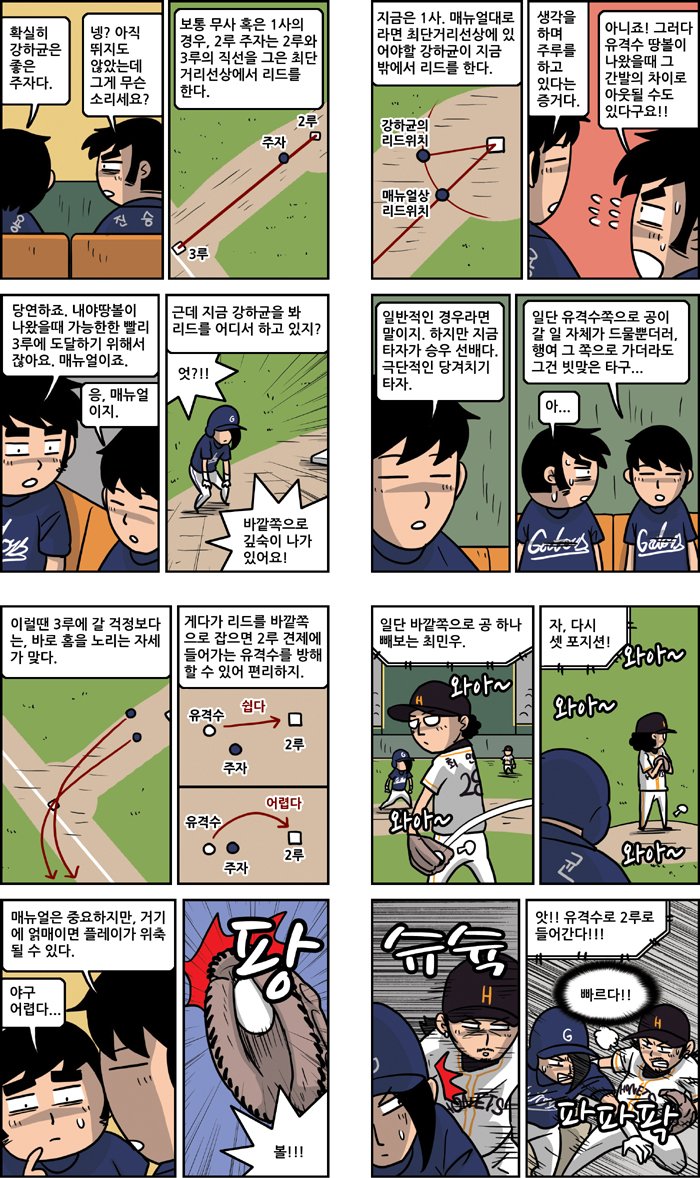 확실히
강하균은
좋은
주자다.
넹? 아직
뛰지도
않았는데
그게 무슨
소리세요?
진승
보통 무사 혹은 1사의
경우, 2루 주자는 2루와
3루의 직선을 그은 최단
거리선상에서 리드를
한다.
2루
주자
3루
당연하죠. 내야땅볼이
나왔을때 가능한한 빨리
3루에 도달하기 위해서
잖아요. 매뉴얼이죠.
응, 매뉴얼
이지.
근데 지금 강하균을 봐
리드를 어디서 하고 있지?
엇?!!
바깥쪽으로
깊숙이 나가
있어요!
지금은 1사. 매뉴얼대로
라면 최단거리선상에 있
어야할 강하균이 지금
밖에서 리드를 한다.
강하균의
리드위치
매뉴얼상
리드위치
생각을
하며
주루를
하고
있다는
증거다.
아니죠! 그러다
유격수 땅볼이
나왔을때 그
간발의 차이로
아웃될 수도
있다구요!!
일반적인 경우라면
말이지. 하지만 지금
타자가 승우 선배다.
극단적인 당겨치기
타자.
일단 유격수쪽으로 공이
갈 일 자체가 드물뿐더러,
행여 그 쪽으로 가더라도
그건 빗맞은 타구...
아...
Gators
Gators
이럴땐 3루에 갈 걱정보다
는, 바로 홈을 노리는 자세
가 맞다.
게다가 리드를 바깥쪽
으로 잡으면 2루 견제에
들어가는 유격수를 방해
할 수 있어 편리하지.
유격수
쉽다
주자
2루
유격수
어렵다
주자
2루
매뉴얼은 중요하지만, 거기
에 얽매이면 플레이가 위축
될 수 있다.
야구
어렵다...
팡
볼!!!
일단 바깥쪽으로 공 하나
빼보는 최민우.
와아~
H
28
와아~
자, 다시
셋 포지션!
와아~
와아~
와아~
슈슉
H
G
앗!! 유격수로 2루로
들어간다!!!
빠르다!!
G
H
파파팍